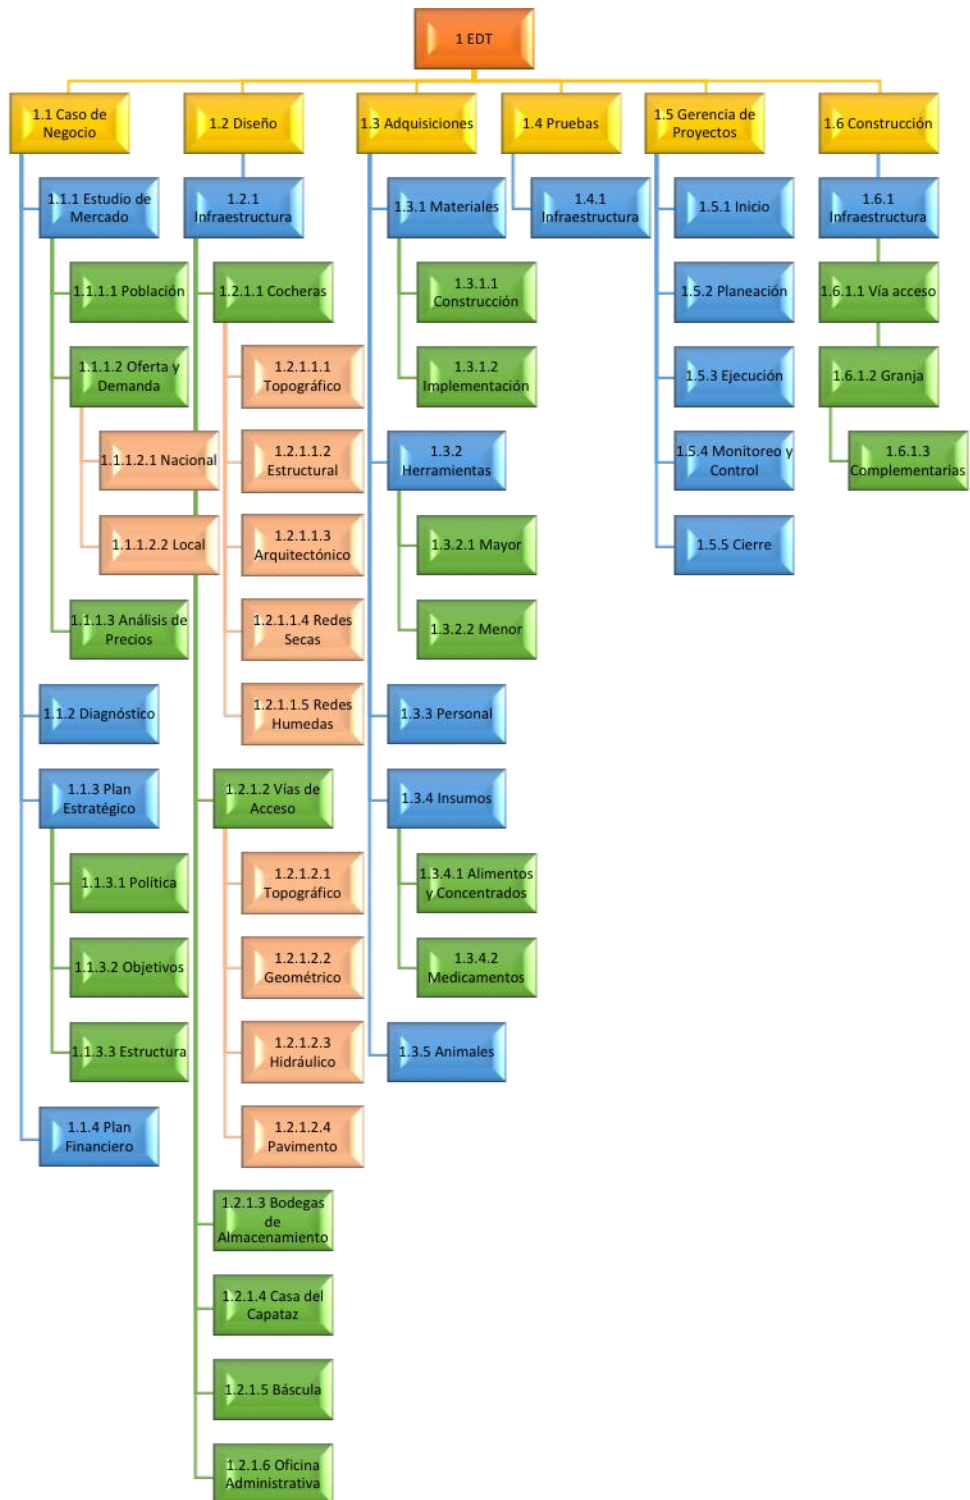 1 EDT
1.1 Caso de
Negocio
1.1.1 Estudio de
Mercado
1.1.1.1 Población
1.1.1.2 Oferta y
Demanda
1.1.1.2.1 Nacional
1.1.1.2.2 Local
1.1.1.3 Análisis de
Precios
1.1.2 Diagnóstico
1.1.3 Plan
Estratégico
1.1.3.1 Política
1.1.3.2 Objetivos
1.1.3.3 Estructura
1.1.4 Plan
Financiero
1.2 Diseño
1.2.1
Infraestructura
1.2.1.1 Cocheras
1.2.1.1.1
Topográfico
1.2.1.1.2
Estructural
1.2.1.1.3
Arquitectónico
1.2.1.1.4 Redes
Secas
1.2.1.1.5 Redes
Humedas
1.2.1.2 Vías de
Acceso
1.2.1.2.1
Topográfico
1.2.1.2.2
Geométrico
1.2.1.2.3
Hidráulico
1.2.1.2.4
Pavimento
1.2.1.3 Bodegas
de
Almacenamiento
1.2.1.4 Casa del
Capataz
1.2.1.5 Báscula
1.2.1.6 Oficina
Administrativa
1.3 Adquisiciones
1.3.1 Materiales
1.3.1.1
Construcción
1.3.1.2
Implementación
1.3.2
Herramientas
1.3.2.1 Mayor
1.3.2.2 Menor
1.3.3 Personal
1.3.4 Insumos
1.3.4.1 Alimentos
y Concentrados
1.3.4.2
Medicamentos
1.3.5 Animales
1.4 Pruebas
1.4.1
Infraestructura
1.5 Gerencia de
Proyectos
1.5.1 Inicio
1.5.2 Planeación
1.5.3 Ejecución
1.5.4 Monitoreo y
Control
1.5.5 Cierre
1.6 Construcción
1.6.1
Infraestructura
1.6.1.1 Vía acceso
1.6.1.2 Granja
1.6.1.3
Complementarias